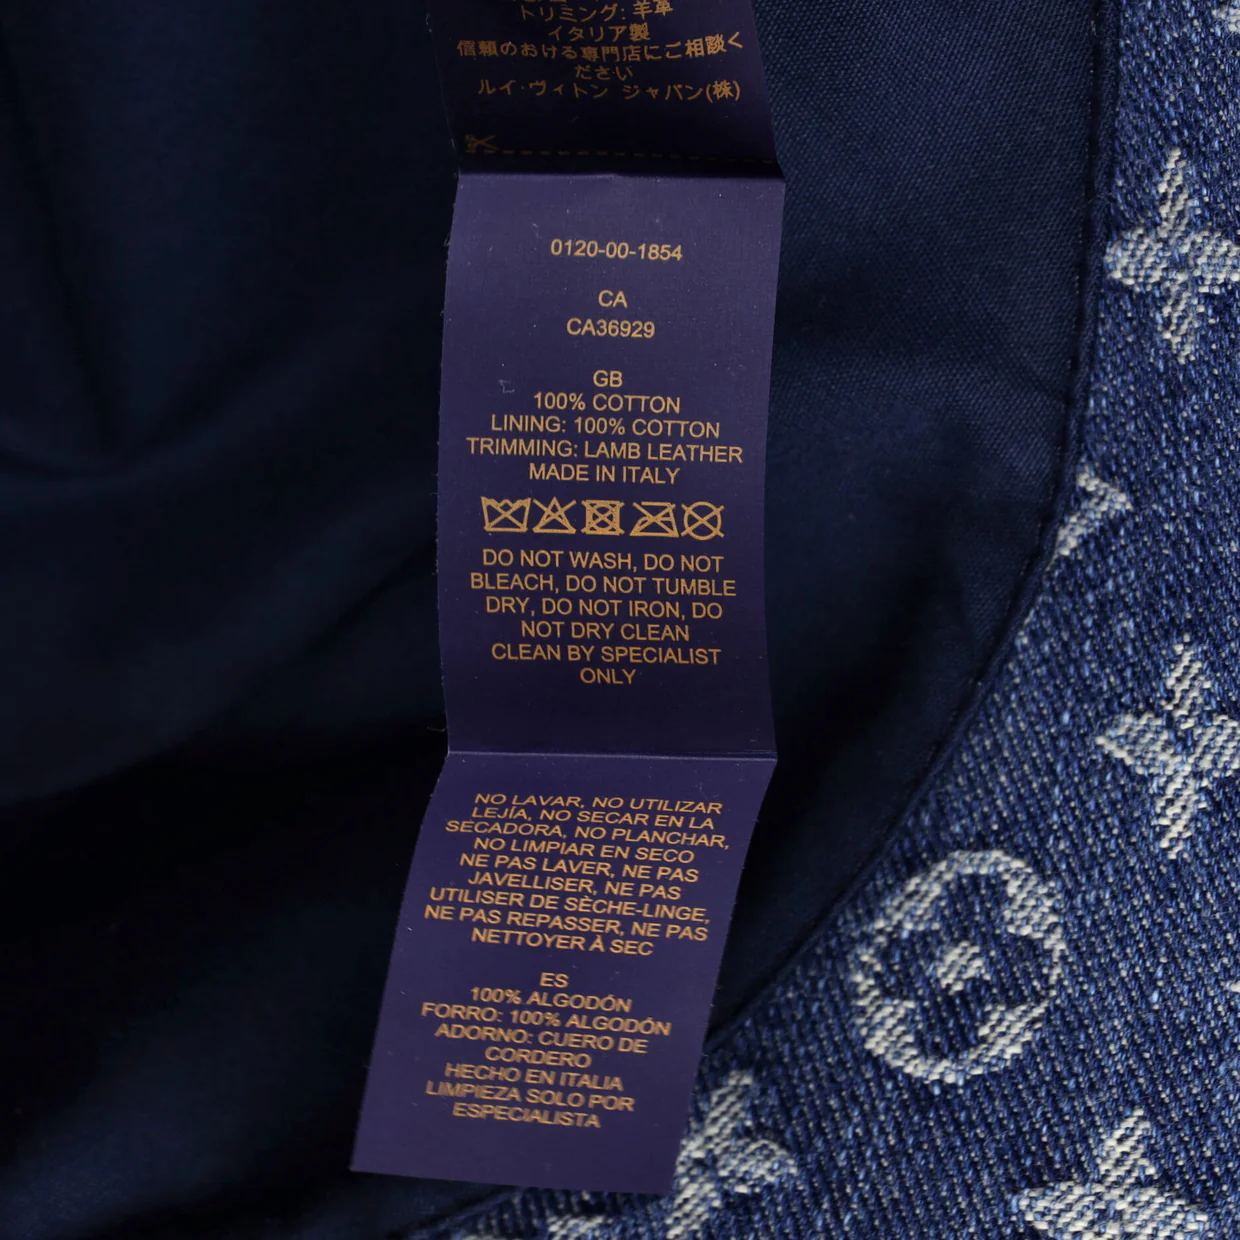 トリミング: 羊革
イタリア製
信頼のおける専門店にご相談く
ださい
ルイ·ヴィトン ジャパン(株)
0120-00-1854
CA
CA36929
GB
100% COTTON
LINING: 100% COTTON
TRIMMING: LAMB LEATHER
MADE IN ITALY
DO NOT WASH, DO NOT
BLEACH, DO NOT TUMBLE
DRY, DO NOT IRON, DO
NOT DRY CLEAN
CLEAN BY SPECIALIST
ONLY
NO LAVAR, NO UTILIZAR
LEJÍA, NO SECAR EN LA
SECADORA, NO PLANCHAR,
NO LIMPIAR EN SECO
NE PAS LAVER, NE PAS
JAVELLISER, NE PAS
UTILISER DE SÈCHE-LINGE,
NE PAS REPASSER, NE PAS
NETTOYER À SEC
ES
100% ALGODÓN
FORRO: 100% ALGODÓN
ADORNO: CUERO DE
CORDERO
HECHO EN ITALIA
LIMPIEZA SOLO POR
ESPECIALISTA